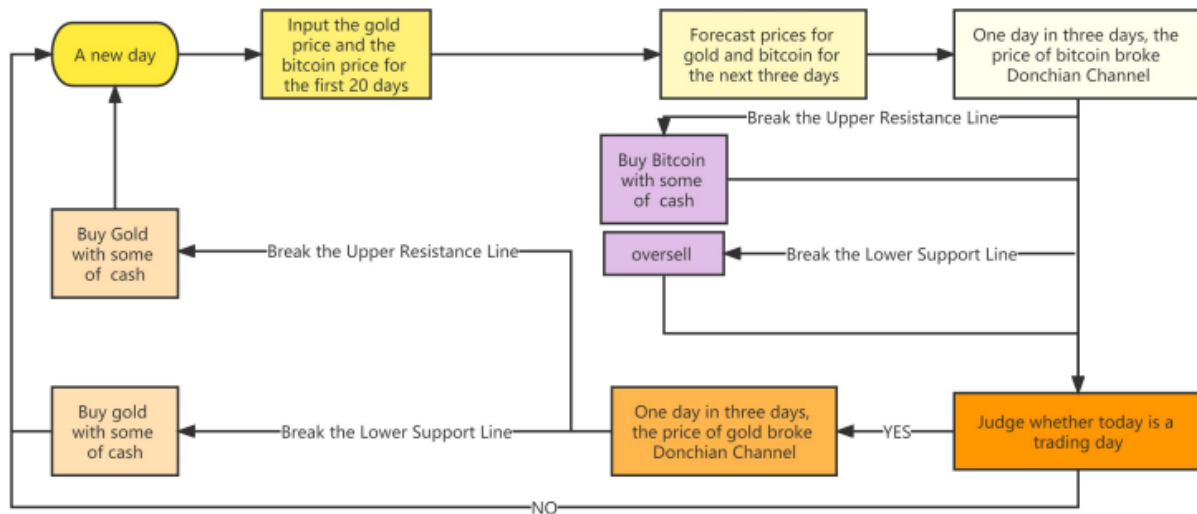 A new day
Input the gold
price and the
bitcoin price for
the first 20 days
Forecast prices for
gold and bitcoin for
the next three days
One day in three days, the
price of bitcoin broke
Donchian Channel
Break the Upper Resistance Line
Buy Bitcoin
with some
of cash
Break the Lower Support Line
oversell
Buy Gold
with some
of cash
Break the Upper Resistance Line
Buy gold
with some
of cash
Break the Lower Support Line
One day in three days,
the price of gold broke
Donchian Channel
YES
Judge whether today is a
trading day
NO